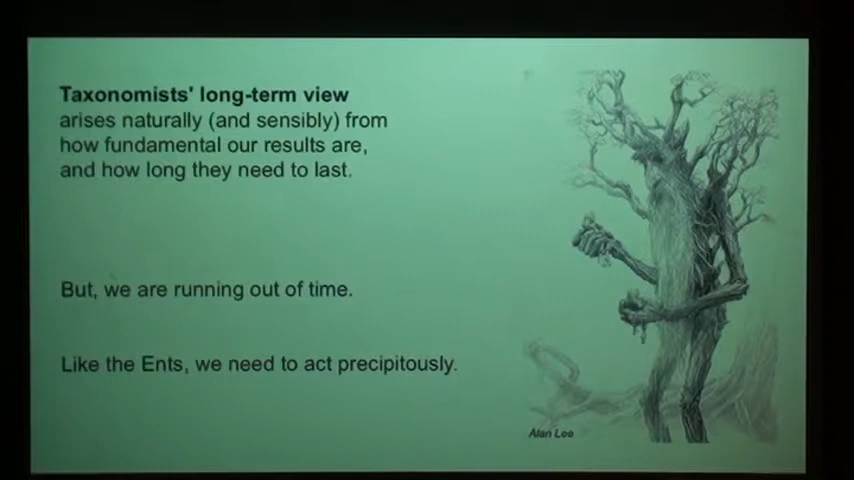 Taxonomists' long-term view
arises naturally (and sensibly) from
how fundamental our results are,
and how long they need to last.
But, we are running out of time.
Like the Ents, we need to act precipitously.
Alan Lee